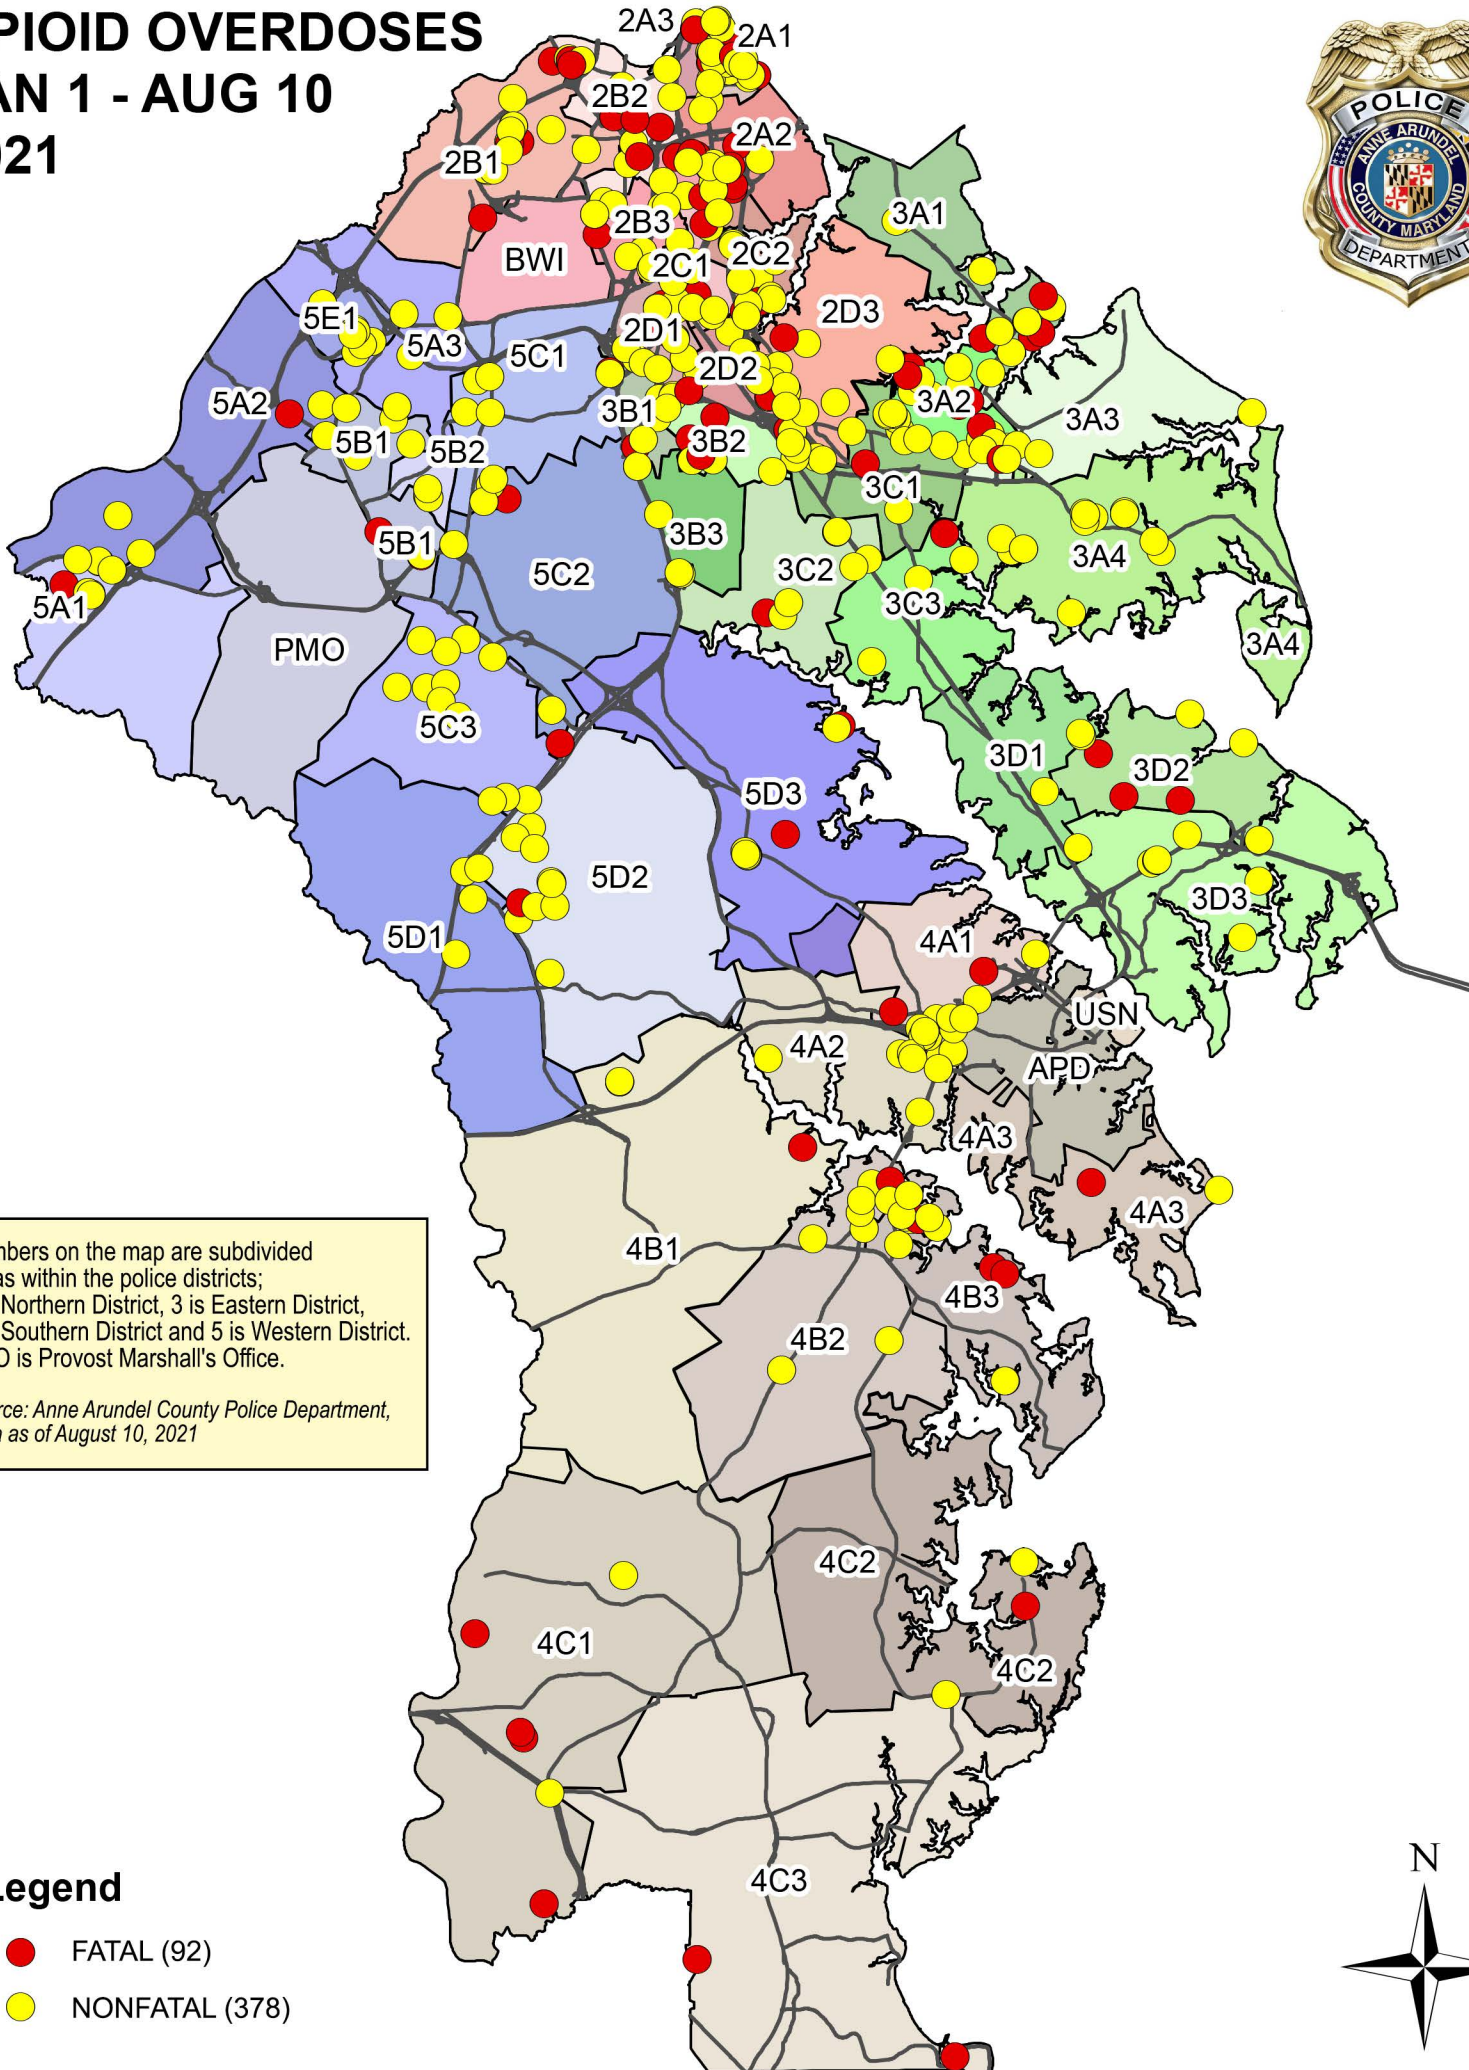 PIOID OVERDOSES
AN 1 - AUG 10
021
POLICE
ANNE ARUNDEL
COUNTY MARYLAND
DEPARTMENT
2A3
2A1
2B2
2A2
2B1
3A1
2B3
BWI
2C1
2C2
5E1
2D3
2D1
5A3
5C1
2D2
5A2
3B1
3A2
3A3
5B1
5B2
3B2
3C1
5B1
3B3
3A4
5C2
3C2
5A1
3C3
PMO
3A4
5C3
3D1
3D2
5D3
5D2
3D3
5D1
4A1
USN
4A2
APD
4A3
4A3
4B1
4B3
4B2
4C2
4C1
4C2
4C3
nbers on the map are subdivided
as within the police districts;
Northern District, 3 is Eastern District,
Southern District and 5 is Western District.
O is Provost Marshall's Office.
rce: Anne Arundel County Police Department,
a as of August 10, 2021
Legend
FATAL (92)
NONFATAL (378)
N